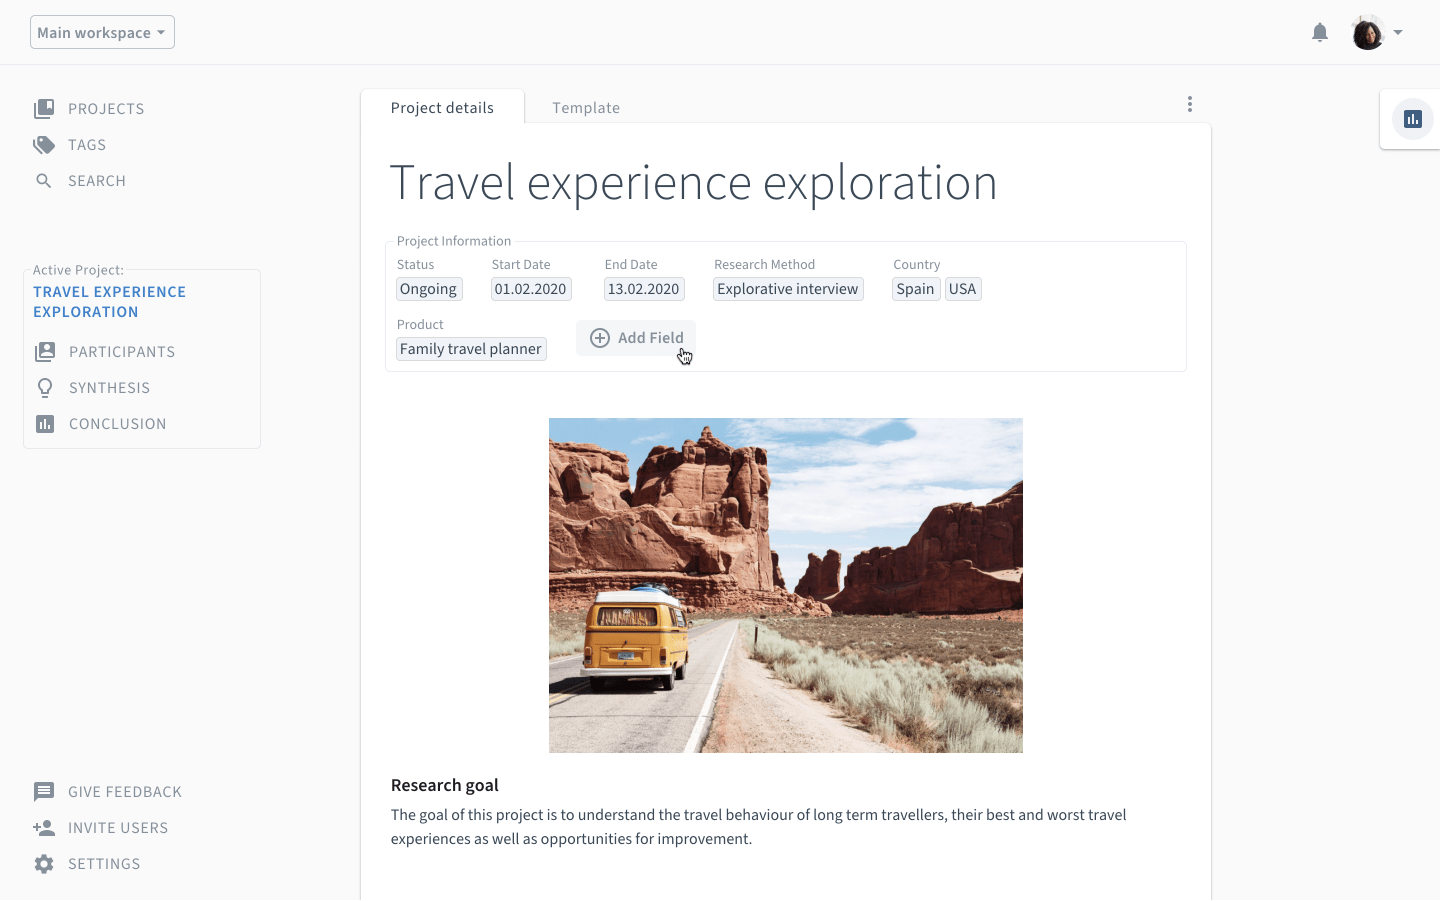 Main workspace
PROJECTS
TAGS
SEARCH
Active Project:
TRAVEL EXPERIENCE
EXPLORATION
PARTICIPANTS
SYNTHESIS
CONCLUSION
GIVE FEEDBACK
INVITE USERS
SETTINGS
Project details Template
Travel experience exploration
Project Information
Status Start Date End Date Research Method Country
Ongoing 01.02.2020 13.02.2020 Explorative interview Spain USA
Product
Family travel planner Add Field
Research goal
The goal of this project is to understand the travel behaviour of long term travellers, their best and worst travel
experiences as well as opportunities for improvement.